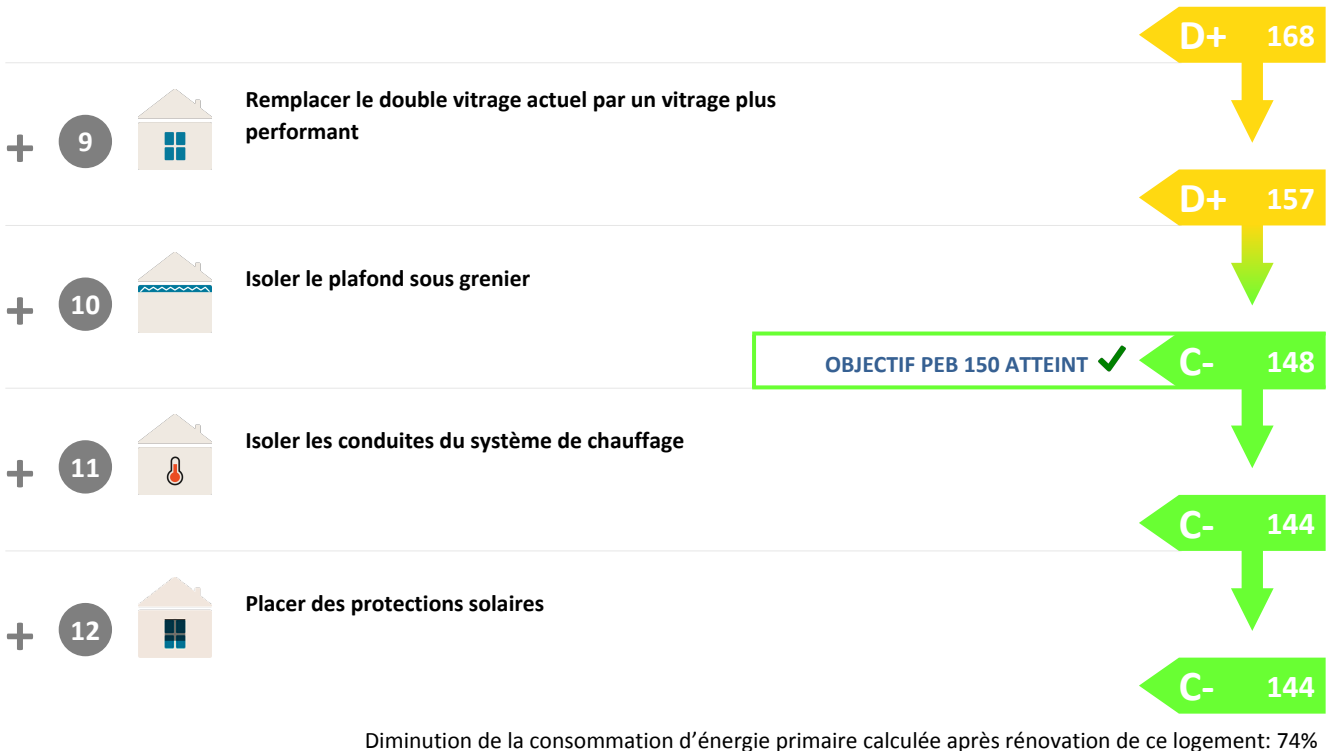 D+ 168
+ 9 Remplacer le double vitrage actuel par un vitrage plus
performant
D+ 157
+ 10 Isoler le plafond sous grenier
OBJECTIF PEB 150 ATTEINT ✓ C- 148
+ 11 Isoler les conduites du système de chauffage
C- 144
+ 12 Placer des protections solaires
C- 144
Diminution de la consommation d’énergie primaire calculée après rénovation de ce logement: 74%